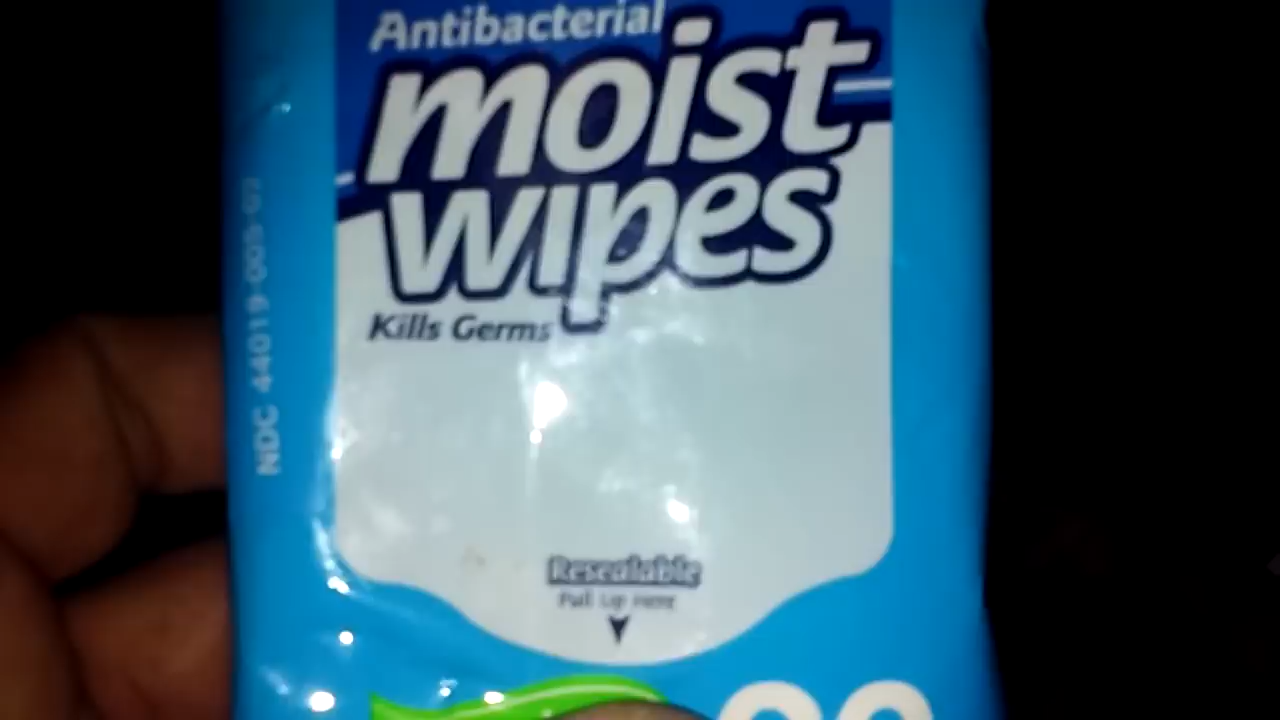 Antibacterial
moist
wipes
Kills Germs
NDC 44019-005-07
Resealable
Pull Up Here